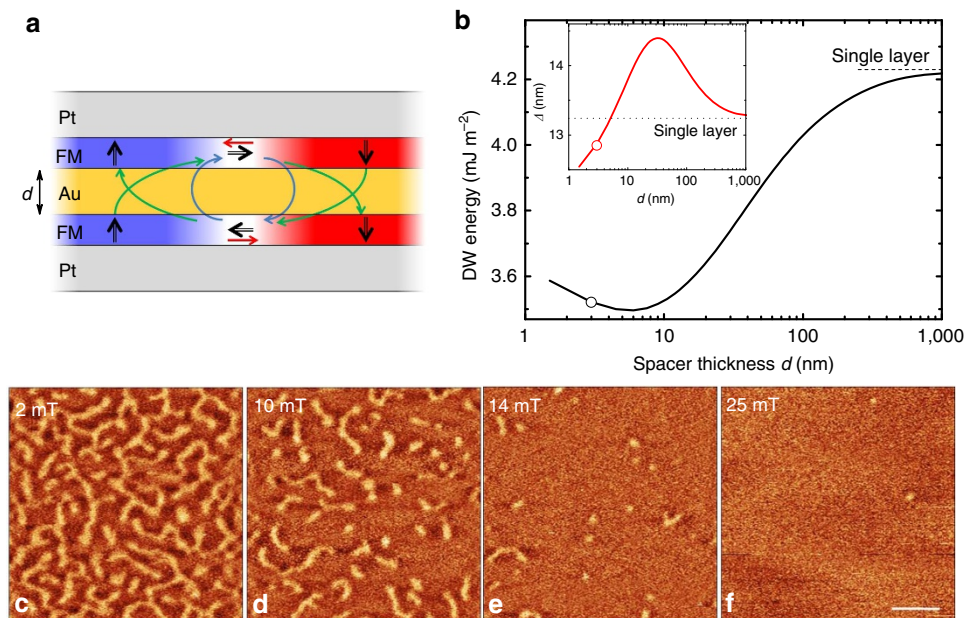 a
Pt
FM
d
Au
FM
Pt
b
DW energy (mJ m⁻²)
4.2
4.0
3.8
3.6
1
10
100
1,000
Spacer thickness d (nm)
Single layer
Δ (nm)
14
13
1
10
100
1,000
d (nm)
Single layer
2 mT
c
10 mT
d
14 mT
e
25 mT
f